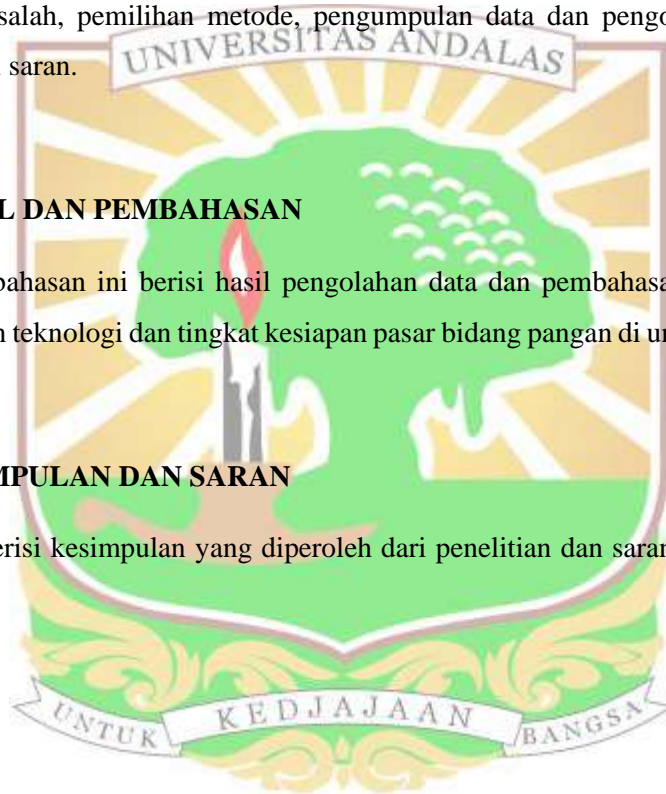 salah, pemilihan metode, pengumpulan data dan pengo
UNIVERSITAS ANDALAS
saran.
L DAN PEMBAHASAN
bahasan ini berisi hasil pengolahan data dan pembahasa
n teknologi dan tingkat kesiapan pasar bidang pangan di un
MPULAN DAN SARAN
erisi kesimpulan yang diperoleh dari penelitian dan saran
UNTUK KEDJAJAAN BANGSA